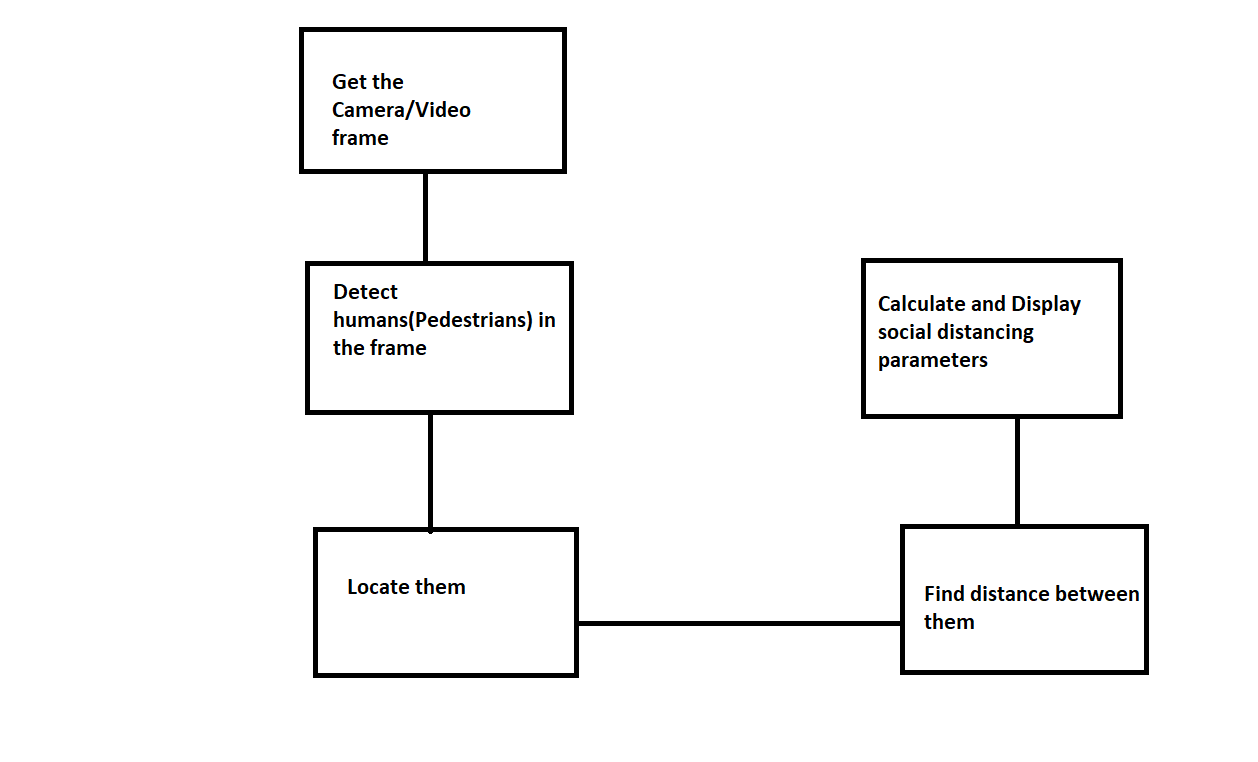 Get the
Camera/Video
frame
Detect
humans(Pedestrians) in
the frame
Locate them
Find distance between
them
Calculate and Display
social distancing
parameters